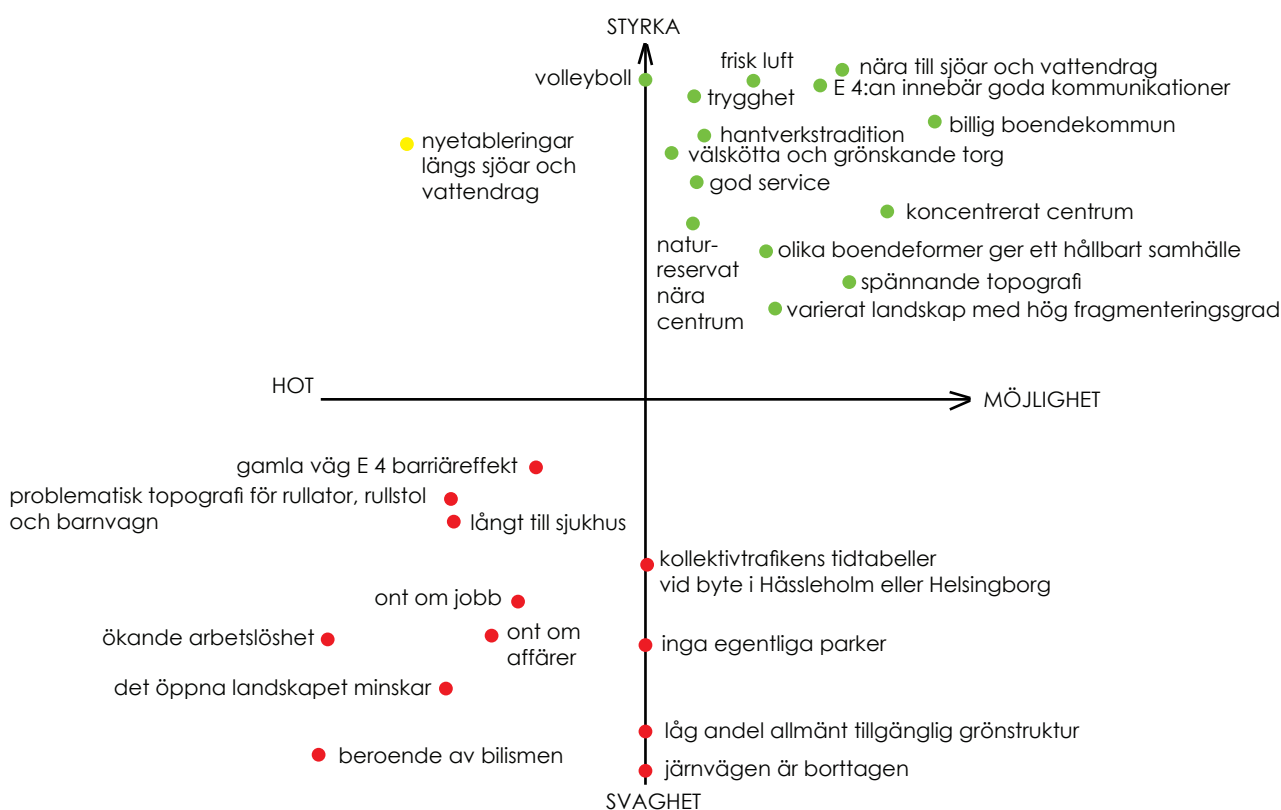 STYRKA
volleyboll
frisk luft
trygghet
nära till sjöar och vattendrag
E 4:an innebär goda kommunikationer
nyetableringar
längs sjöar och
vattendrag
hantverkstradition
billig boendekommun
välskötta och grönskande torg
god service
koncentrerat centrum
natur-
reservat
nära
centrum
olika boendeformer ger ett hållbart samhälle
spännande topografi
varierat landskap med hög fragmenteringsgrad
HOT
MÖJLIGHET
gamla väg E 4 barriäreffekt
problematisk topografi för rullator, rullstol
och barnvagn
långt till sjukhus
kollektivtrafikens tidtabeller
vid byte i Hässleholm eller Helsingborg
ont om jobb
ökande arbetslöshet
ont om
affärer
inga egentliga parker
det öppna landskapet minskar
låg andel allmänt tillgänglig grönstruktur
beroende av bilismen
järnvägen är borttagen
SVAGHET